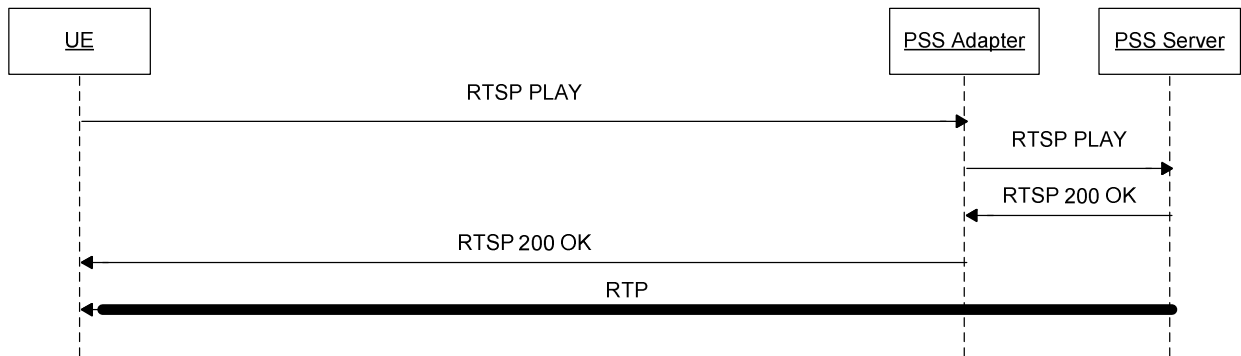 UE
PSS Adapter
PSS Server
RTSP PLAY
RTSP PLAY
RTSP 200 OK
RTSP 200 OK
RTP